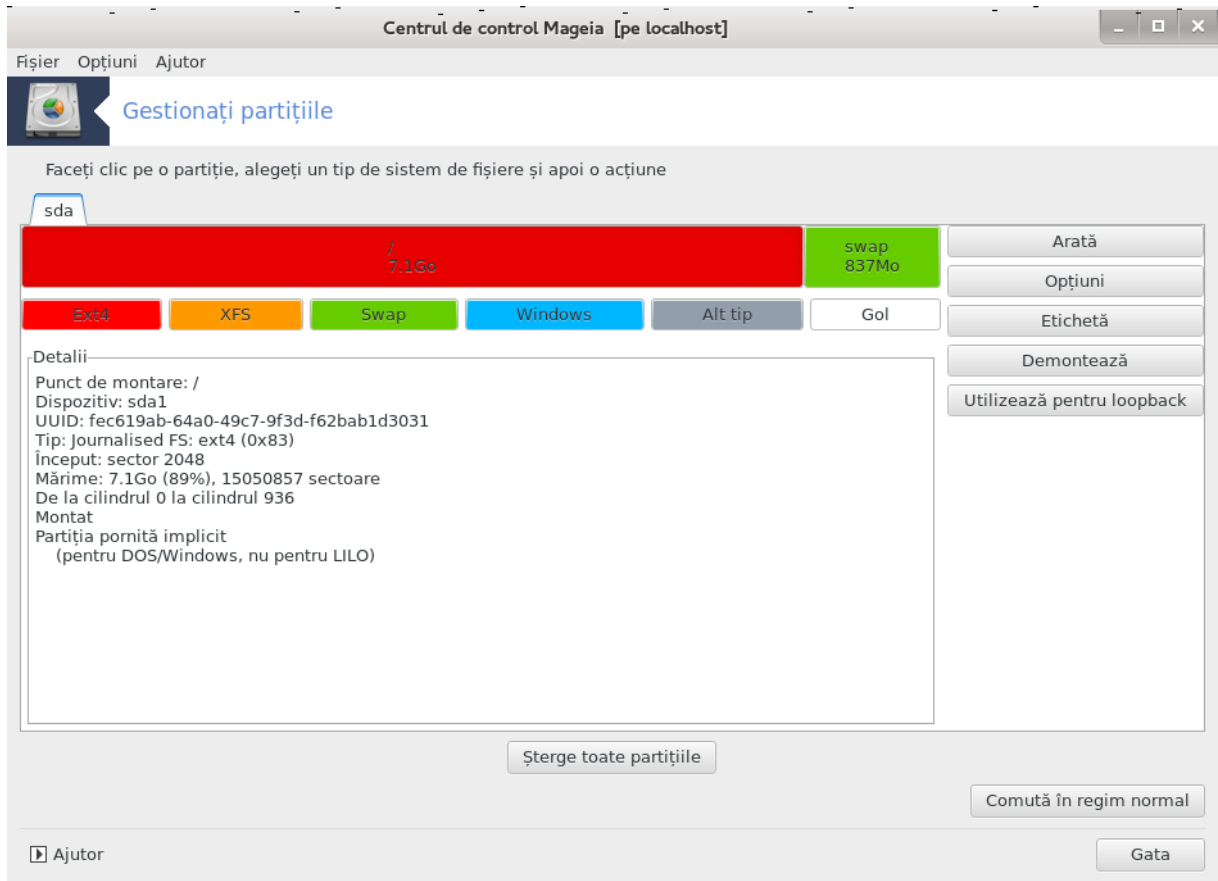 Centrul de control Mageia [pe localhost]
Fișier Opțiuni Ajutor
Gestionați partițiile
Faceți clic pe o partiție, alegeți un tip de sistem de fișiere și apoi o acțiune
sda
/
7.1Go
swap
837Mo
Ext4 XFS Swap Windows Alt tip Gol
Arată
Opțiuni
Etichetă
Demontează
Utilizează pentru loopback
Detalii
Punct de montare: /
Dispozitiv: sda1
UUID: fec619ab-64a0-49c7-9f3d-f62bab1d3031
Tip: Journalised FS: ext4 (0x83)
Început: sector 2048
Mărime: 7.1Go (89%), 15050857 sectoare
De la cilindrul 0 la cilindrul 936
Montat
Partiția pornită implicit
(pentru DOS/Windows, nu pentru LILO)
Șterge toate partițiile
Comută în regim normal
Ajutor
Gata